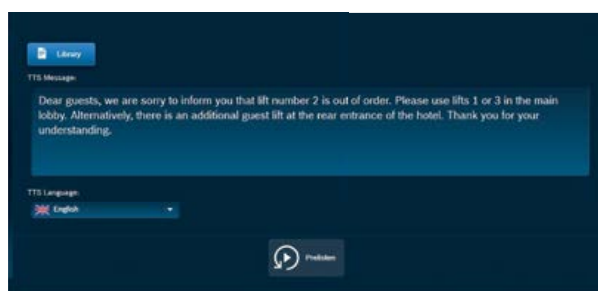 Library
TTS Message:
Dear guests, we are sorry to inform you that lift number 2 is out of order. Please use lifts 1 or 3 in the main
lobby. Alternatively, there is an additional guest lift at the rear entrance of the hotel. Thank you for your
understanding.
TTS Language:
English
Prelisten